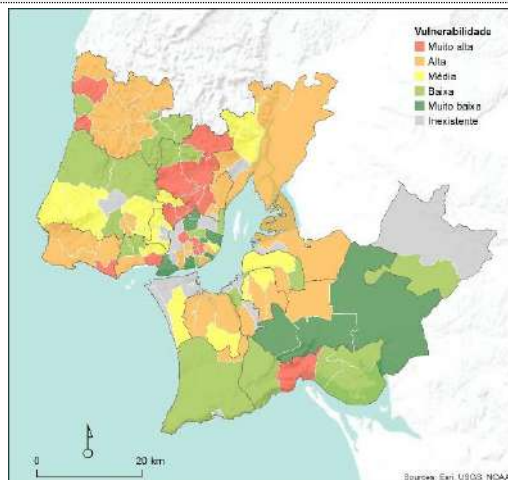 Vulnerabilidade
Muito alta
Alta
Média
Baixa
Muito baixa
Inexistente
0 20 km
Sources: Esri, USGS, NOAA